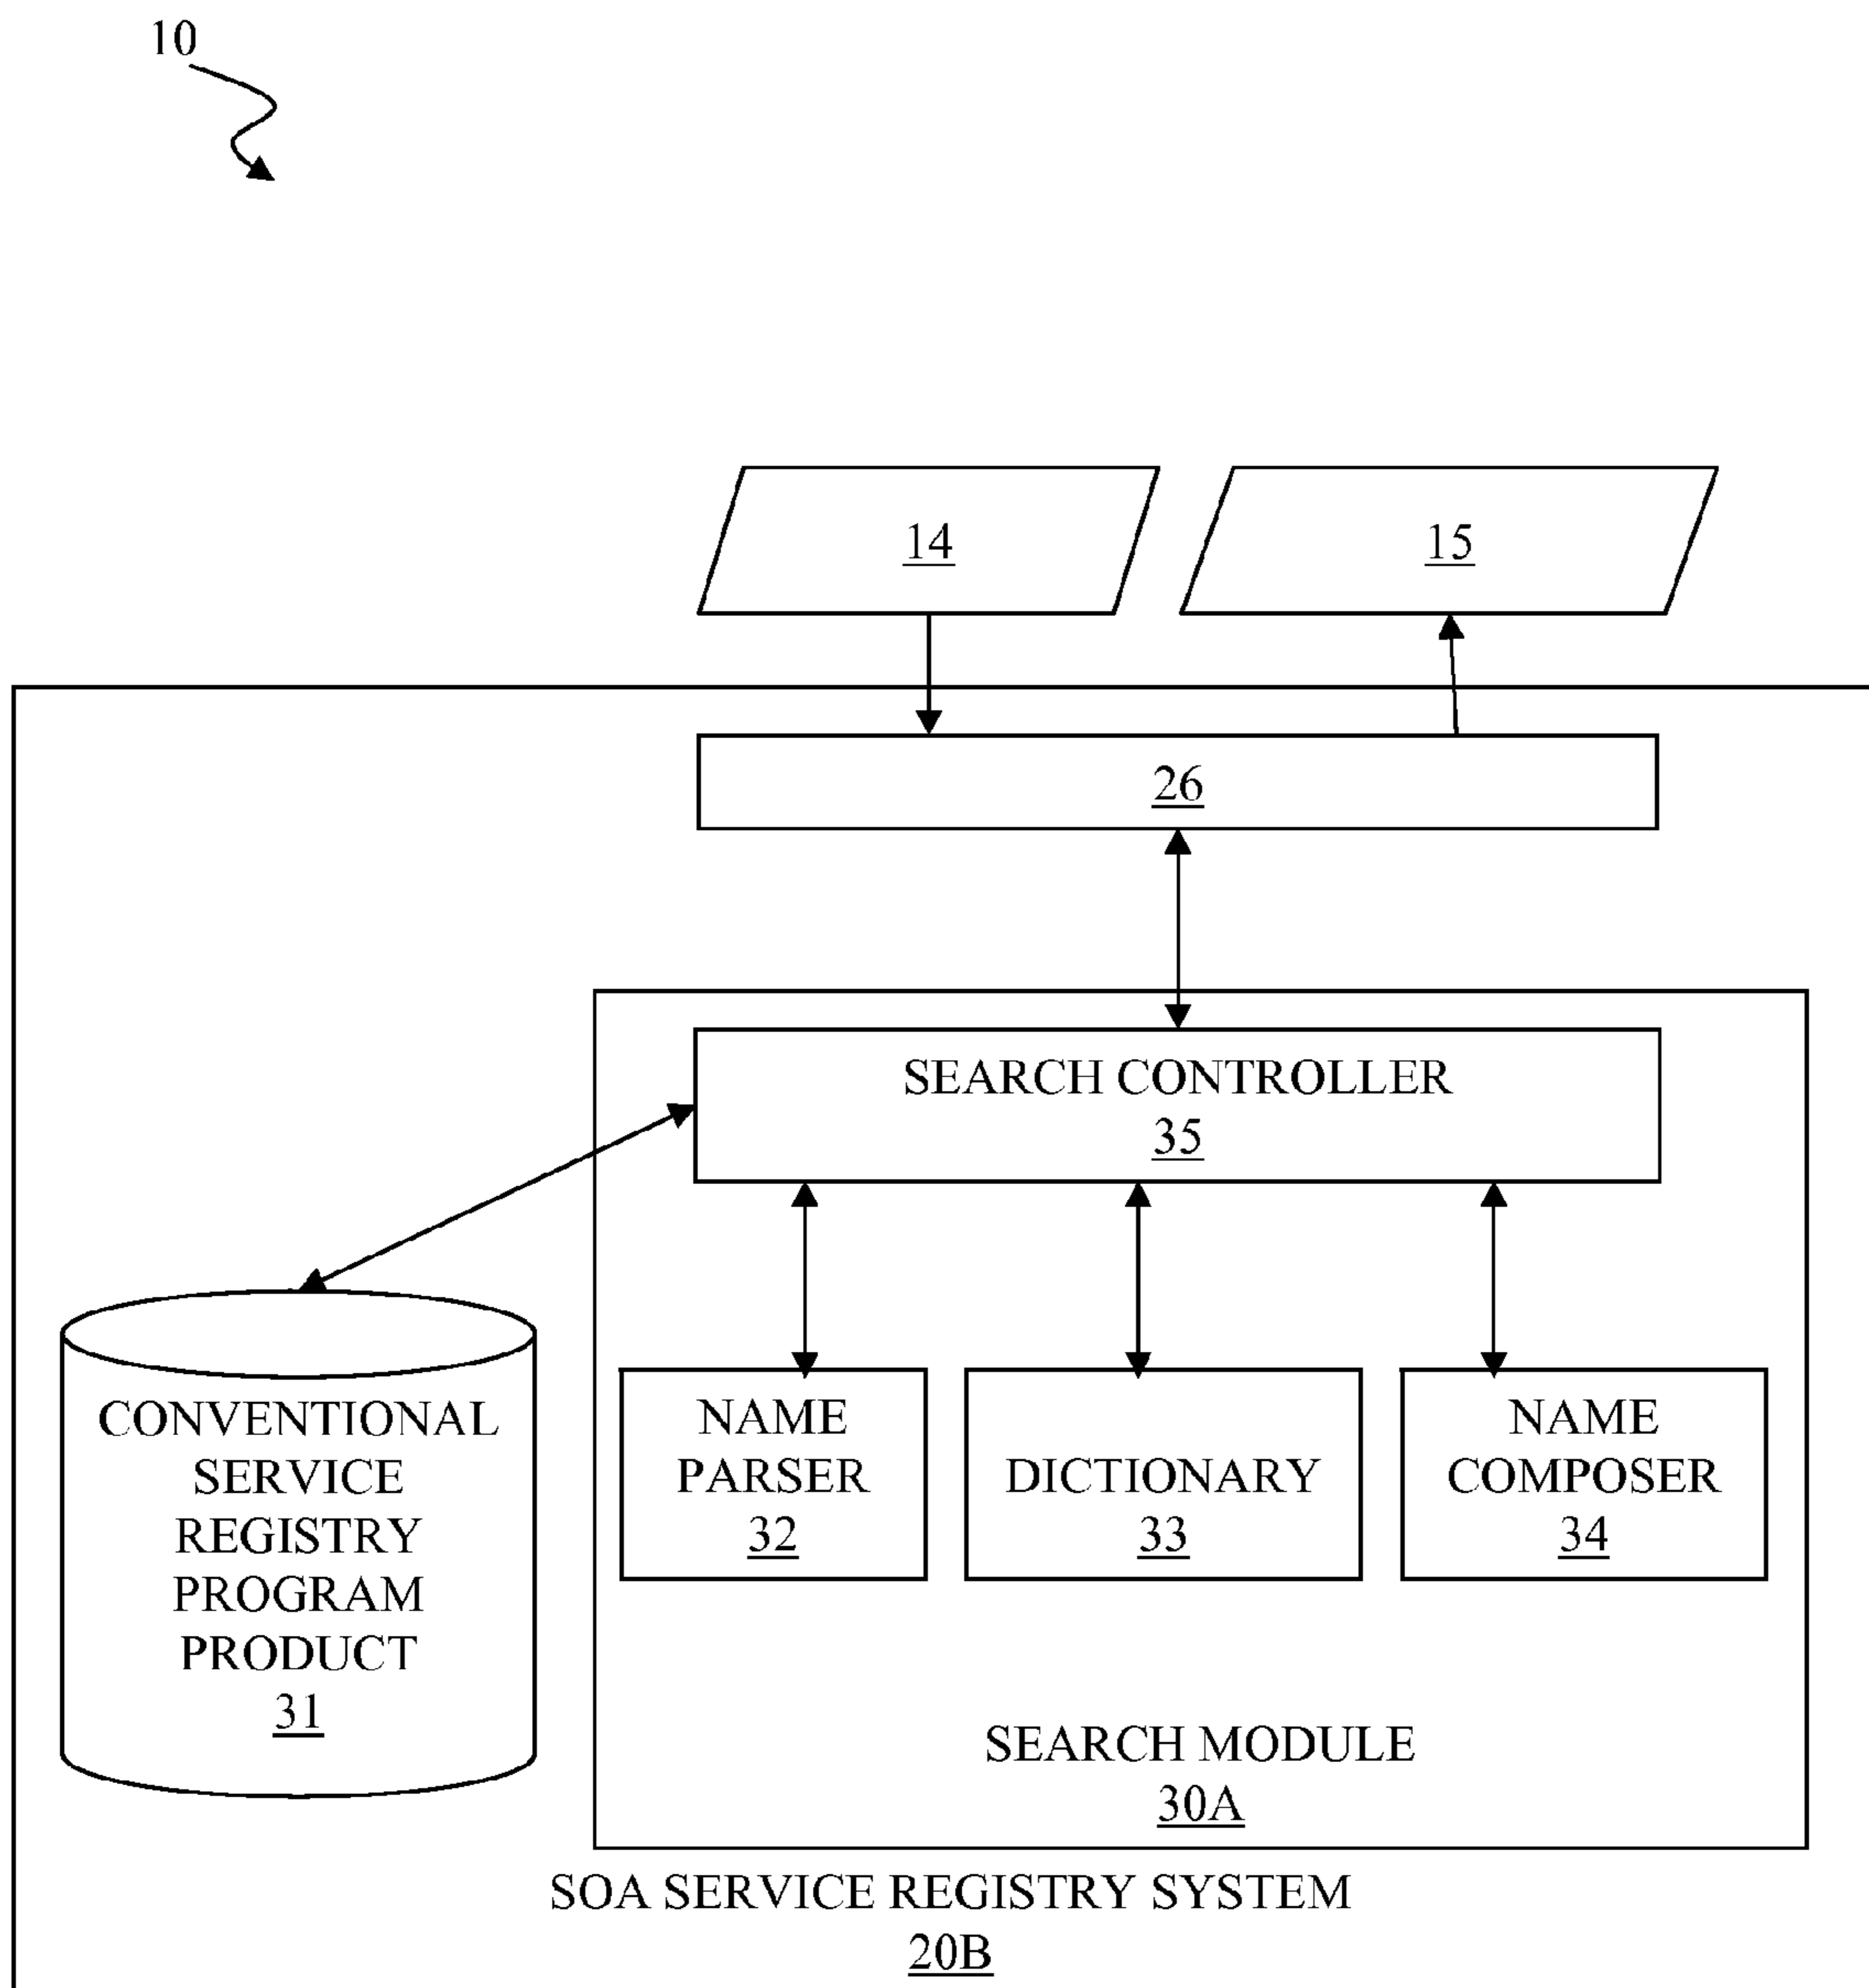 10
14
15
26
SEARCH CONTROLLER
35
CONVENTIONAL
SERVICE
REGISTRY
PROGRAM
PRODUCT
31
NAME
PARSER
32
DICTIONARY
33
NAME
COMPOSER
34
SEARCH MODULE
30A
SOA SERVICE REGISTRY SYSTEM
20B